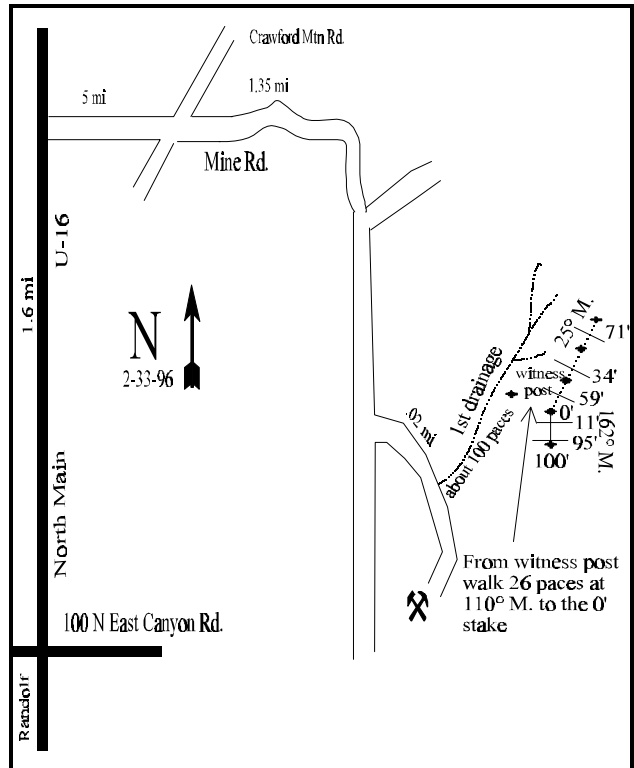 Crawford Mtn Rd.
5 mi
1.35 mi
Mine Rd.
U-16
1.6 mi
N
2-33-96
25° M.
71'
1st drainage
witness
post
34'
59'
0'
11'
162° M.
95'
100'
.02 mi
about 100 paces
North Main
From witness post
walk 26 paces at
110° M. to the 0'
stake
100 N East Canyon Rd.
Randolf